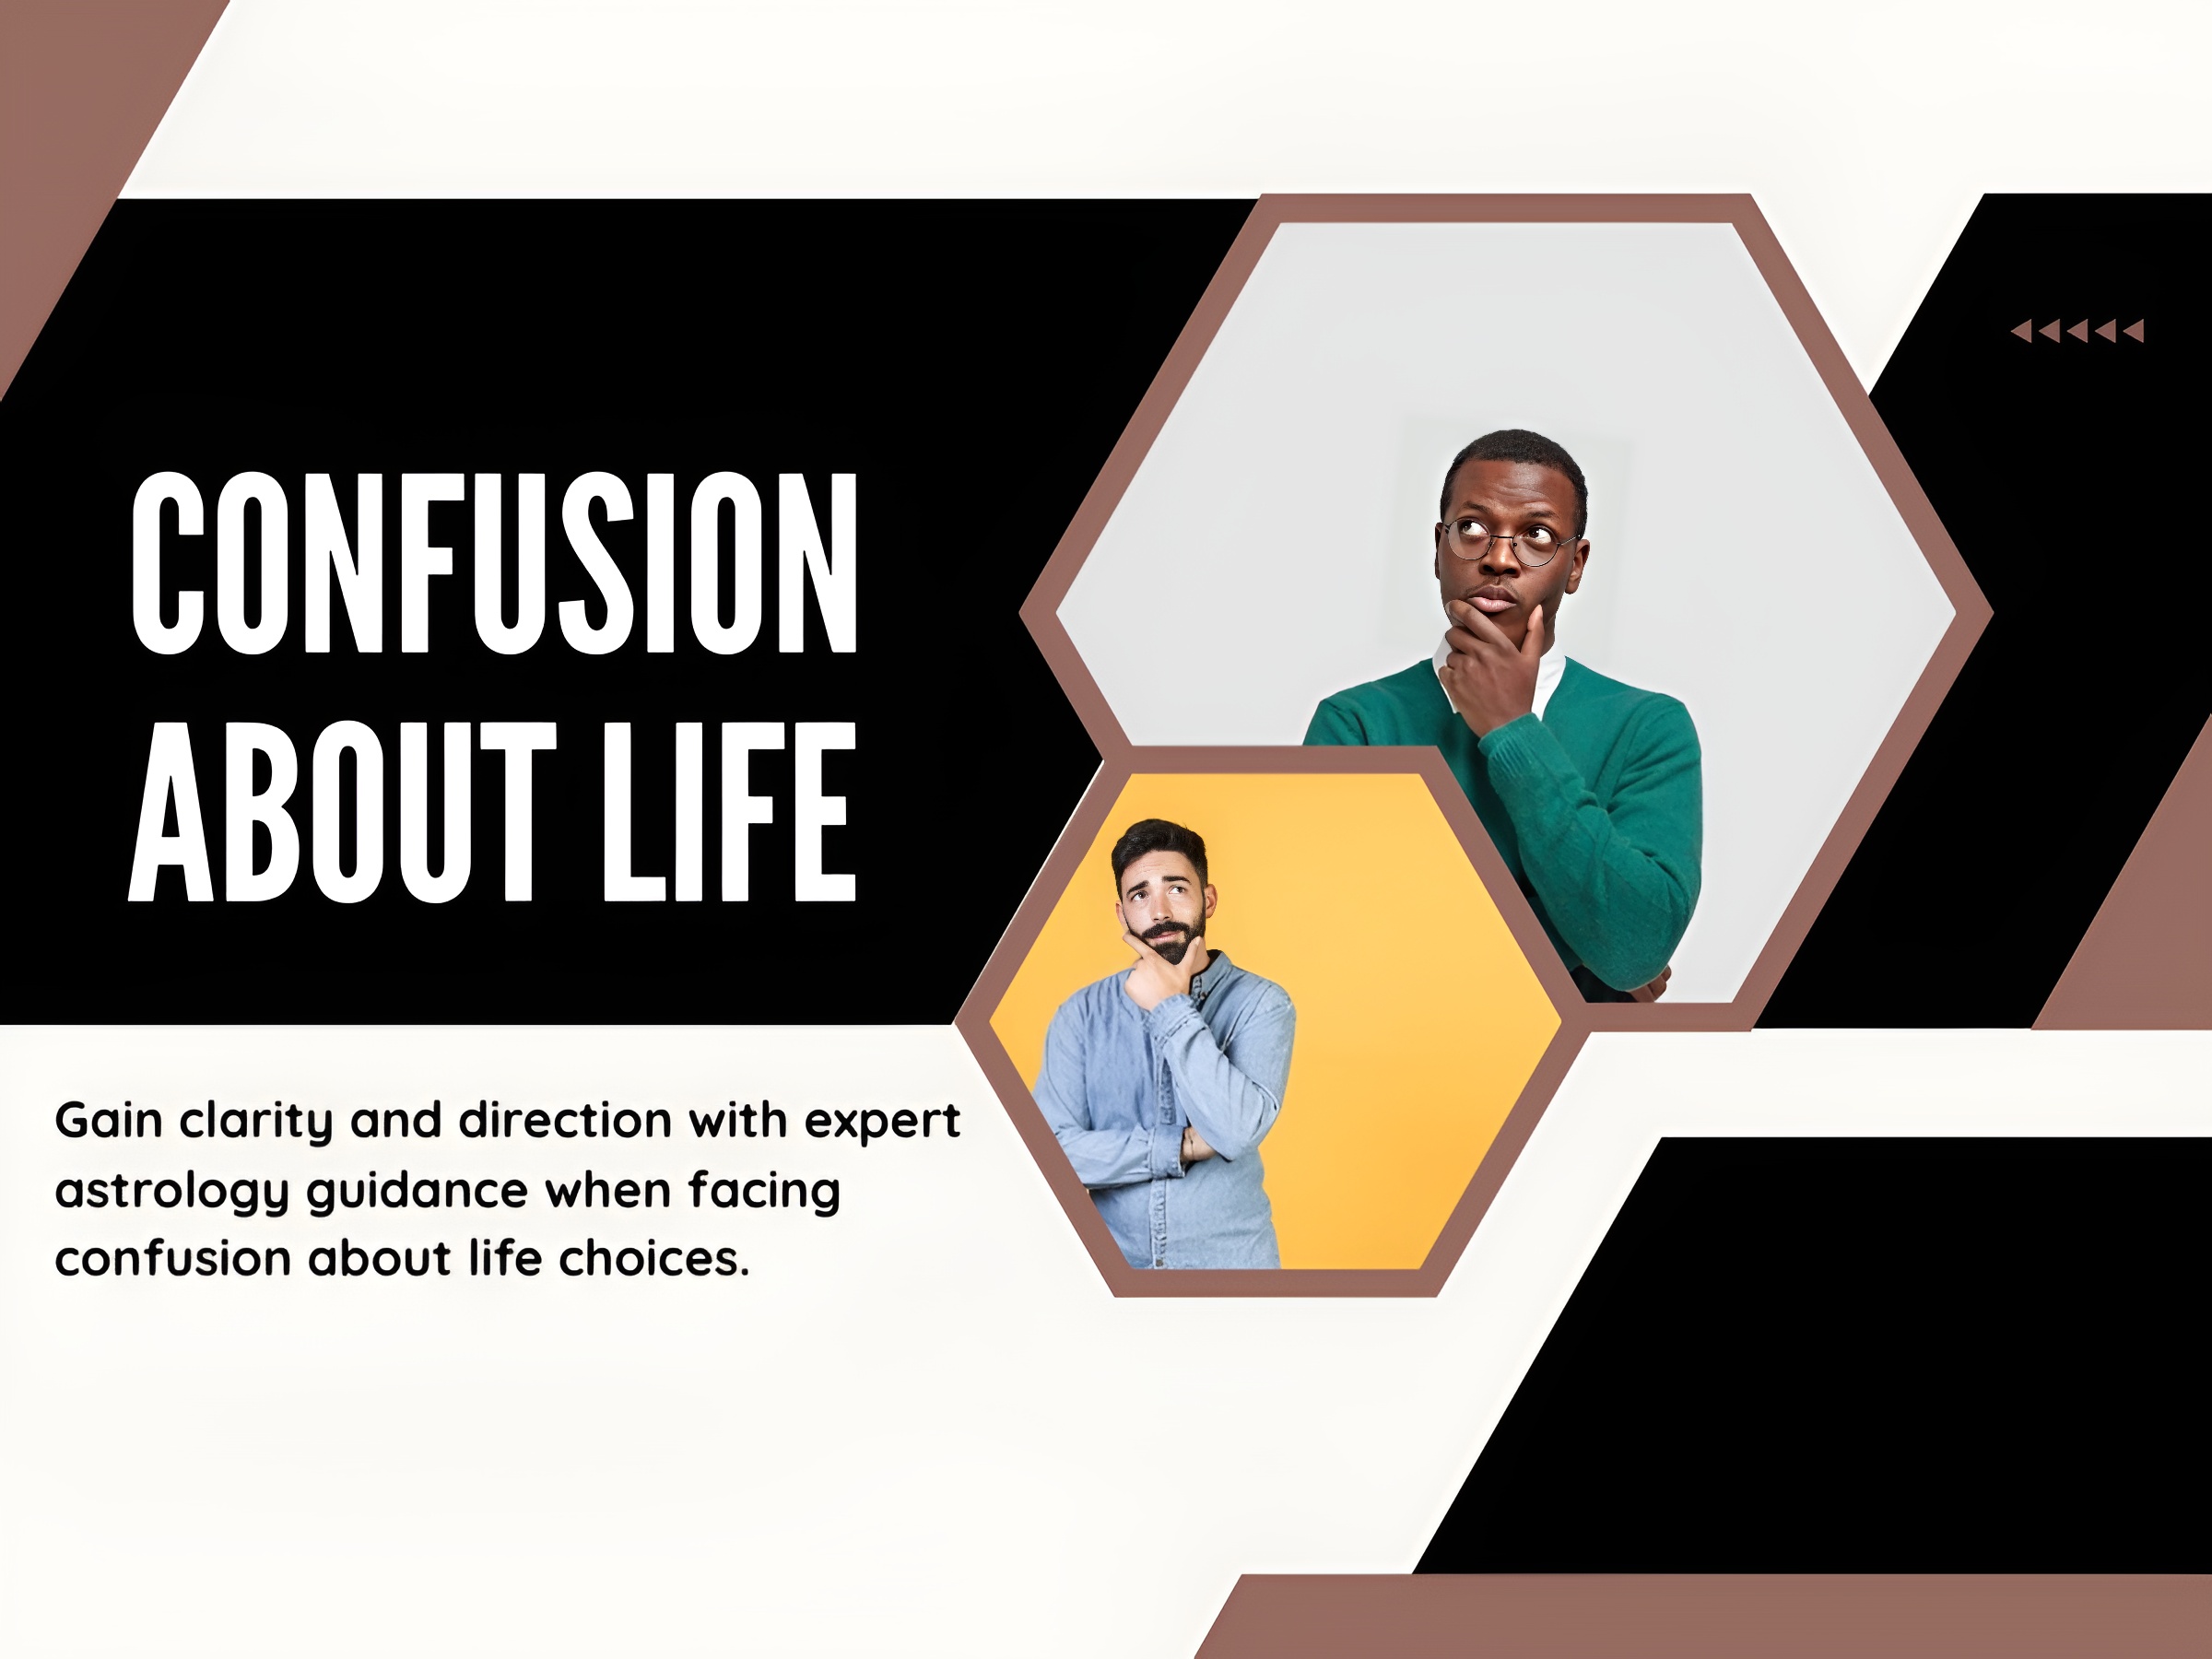 CONFUSION
ABOUT LIFE
Gain clarity and direction with expert
astrology guidance when facing
confusion about life choices.